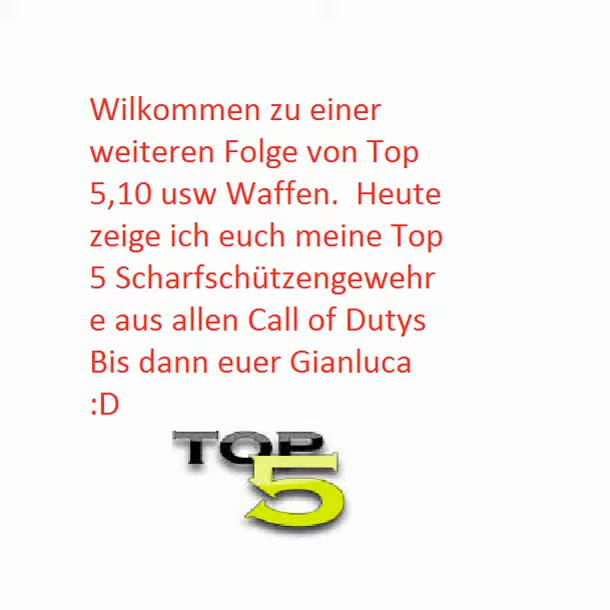 Wilkommen zu einer
weiteren Folge von Top
5,10 usw Waffen.  Heute
zeige ich euch meine Top
5 Scharfschützengewehr
e aus allen Call of Dutys
Bis dann euer Gianluca
:D
TOP
5